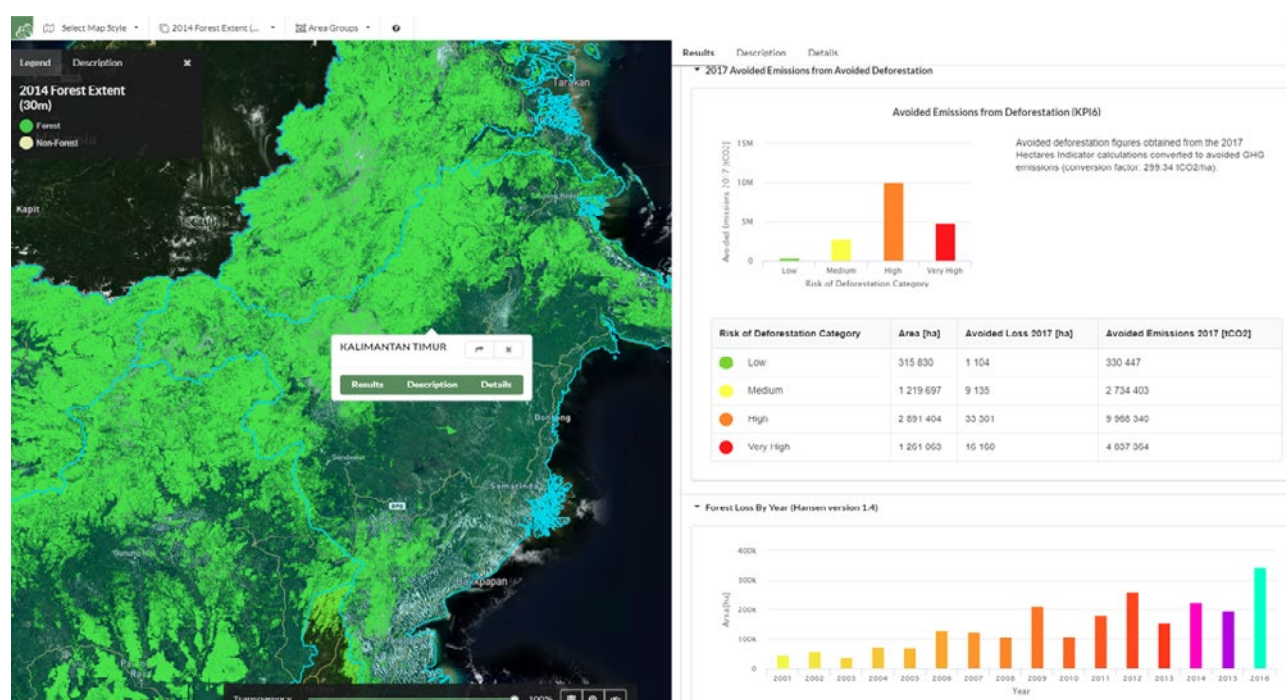 Select Map Style
2014 Forest Extent (...
Area Groups
Legend
Description
2014 Forest Extent
(30m)
Forest
Non-Forest
Kapit
Tarakan
KALIMANTAN TIMUR
Results
Description
Details
Sendawar
Samarinda
Balikpapan
Transparency
100%
Results
Description
Details
2017 Avoided Emissions from Avoided Deforestation
Avoided Emissions from Deforestation (KPI6)
Avoided deforestation figures obtained from the 2017
Hectares Indicator calculations converted to avoided GHG
emissions (conversion factor: 299.34 tCO2/ha).
Avoided Emissions 2017 [tCO2]
15M
10M
5M
0
Low
Medium
High
Very High
Risk of Deforestation Category
Risk of Deforestation Category
Area [ha]
Avoided Loss 2017 [ha]
Avoided Emissions 2017 [tCO2]
Low
315 830
1 104
330 447
Medium
1 219 697
9 135
2 734 403
High
2 891 404
33 301
9 968 340
Very High
1 261 063
16 160
4 837 364
Forest Loss By Year (Hansen version 1.4)
Area [ha]
400k
300k
200k
100k
0
2001
2002
2003
2004
2005
2006
2007
2008
2009
2010
2011
2012
2013
2014
2015
2016
Year